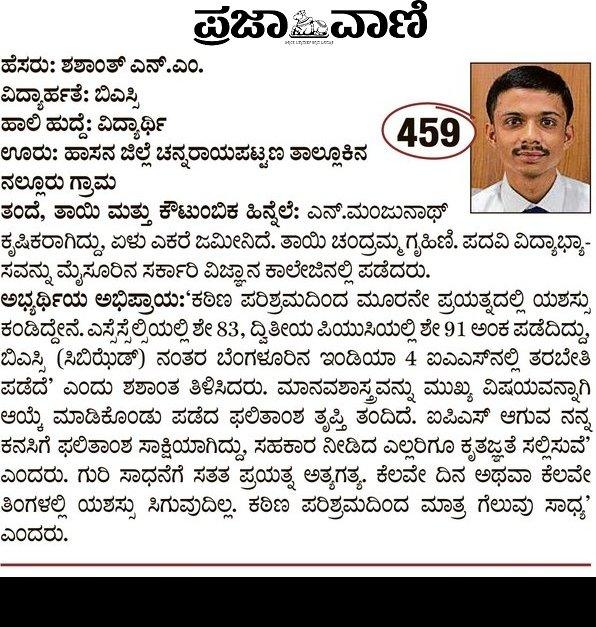 ಪ್ರಜಾವಾಣಿ
ಹೆಸರು: ಶಶಾಂತ್ ಎನ್.ಎಂ.
ವಿದ್ಯಾರ್ಹತೆ: ಬಿಎಸ್ಸಿ
ಹಾಲಿ ಹುದ್ದೆ: ವಿದ್ಯಾರ್ಥಿ
459
ಊರು: ಹಾಸನ ಜಿಲ್ಲೆ ಚನ್ನರಾಯಪಟ್ಟಣ ತಾಲ್ಲೂಕಿನ
ನಲ್ಲೂರು ಗ್ರಾಮ
ತಂದೆ, ತಾಯಿ ಮತ್ತು ಕೌಟುಂಬಿಕ ಹಿನ್ನೆಲೆ: ಎನ್.ಮಂಜುನಾಥ್
ಕೃಷಿಕರಾಗಿದ್ದು, ಏಳು ಎಕರೆ ಜಮೀನಿದೆ. ತಾಯಿ ಚಂದ್ರಮ್ಮ ಗೃಹಿಣಿ. ಪದವಿ ವಿದ್ಯಾಭ್ಯಾ-
ಸವನ್ನು ಮೈಸೂರಿನ ಸರ್ಕಾರಿ ವಿಜ್ಞಾನ ಕಾಲೇಜಿನಲ್ಲಿ ಪಡೆದರು.
ಅಭ್ಯರ್ಥಿಯ ಅಭಿಪ್ರಾಯ:‘ಕಠಿಣ ಪರಿಶ್ರಮದಿಂದ ಮೂರನೇ ಪ್ರಯತ್ನದಲ್ಲಿ ಯಶಸ್ಸು
ಕಂಡಿದ್ದೇನೆ. ಎಸ್ಸೆಸ್ಸೆಲ್ಸಿಯಲ್ಲಿ ಶೇ 83, ದ್ವಿತೀಯ ಪಿಯುಸಿಯಲ್ಲಿ ಶೇ 91 ಅಂಕ ಪಡೆದಿದ್ದು,
ಬಿಎಸ್ಸಿ (ಸಿಬಿಝೆಡ್) ನಂತರ ಬೆಂಗಳೂರಿನ ಇಂಡಿಯಾ 4 ಐಎಎಸ್‌ನಲ್ಲಿ ತರಬೇತಿ
ಪಡೆದೆ’ ಎಂದು ಶಶಾಂತ ತಿಳಿಸಿದರು. ಮಾನವಶಾಸ್ತ್ರವನ್ನು ಮುಖ್ಯ ವಿಷಯವನ್ನಾಗಿ
ಆಯ್ಕೆ ಮಾಡಿಕೊಂಡು ಪಡೆದ ಫಲಿತಾಂಶ ತೃಪ್ತಿ ತಂದಿದೆ. ಐಪಿಎಸ್ ಆಗುವ ನನ್ನ
ಕನಸಿಗೆ ಫಲಿತಾಂಶ ಸಾಕ್ಷಿಯಾಗಿದ್ದು, ಸಹಕಾರ ನೀಡಿದ ಎಲ್ಲರಿಗೂ ಕೃತಜ್ಞತೆ ಸಲ್ಲಿಸುವೆ’
ಎಂದರು. ಗುರಿ ಸಾಧನೆಗೆ ಸತತ ಪ್ರಯತ್ನ ಅತ್ಯಗತ್ಯ. ಕೆಲವೇ ದಿನ ಅಥವಾ ಕೆಲವೇ
ತಿಂಗಳಲ್ಲಿ ಯಶಸ್ಸು ಸಿಗುವುದಿಲ್ಲ. ಕಠಿಣ ಪರಿಶ್ರಮದಿಂದ ಮಾತ್ರ ಗೆಲುವು ಸಾಧ್ಯ’
ಎಂದರು.